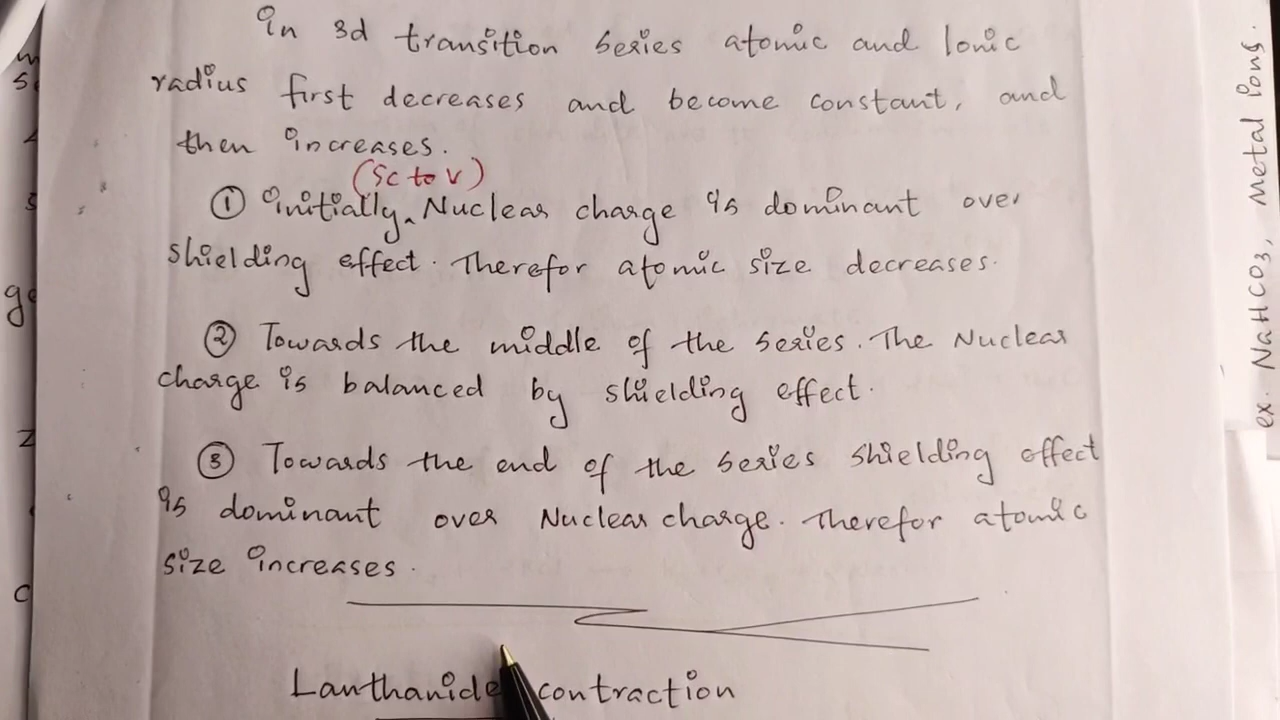 In 3d transition series atomic and Ionic
radius first decreases and become constant, and
then increases.
(Sc to V)
① initially, Nuclear charge is dominant over
shielding effect. Therefor atomic size decreases.
② Towards the middle of the series. The Nuclear
charge is balanced by shielding effect.
③ Towards the end of the series shielding effect
is dominant over Nuclear charge. Therefor atomic
size increases.
Lanthanide contraction
ex. NaHCO3, Metal